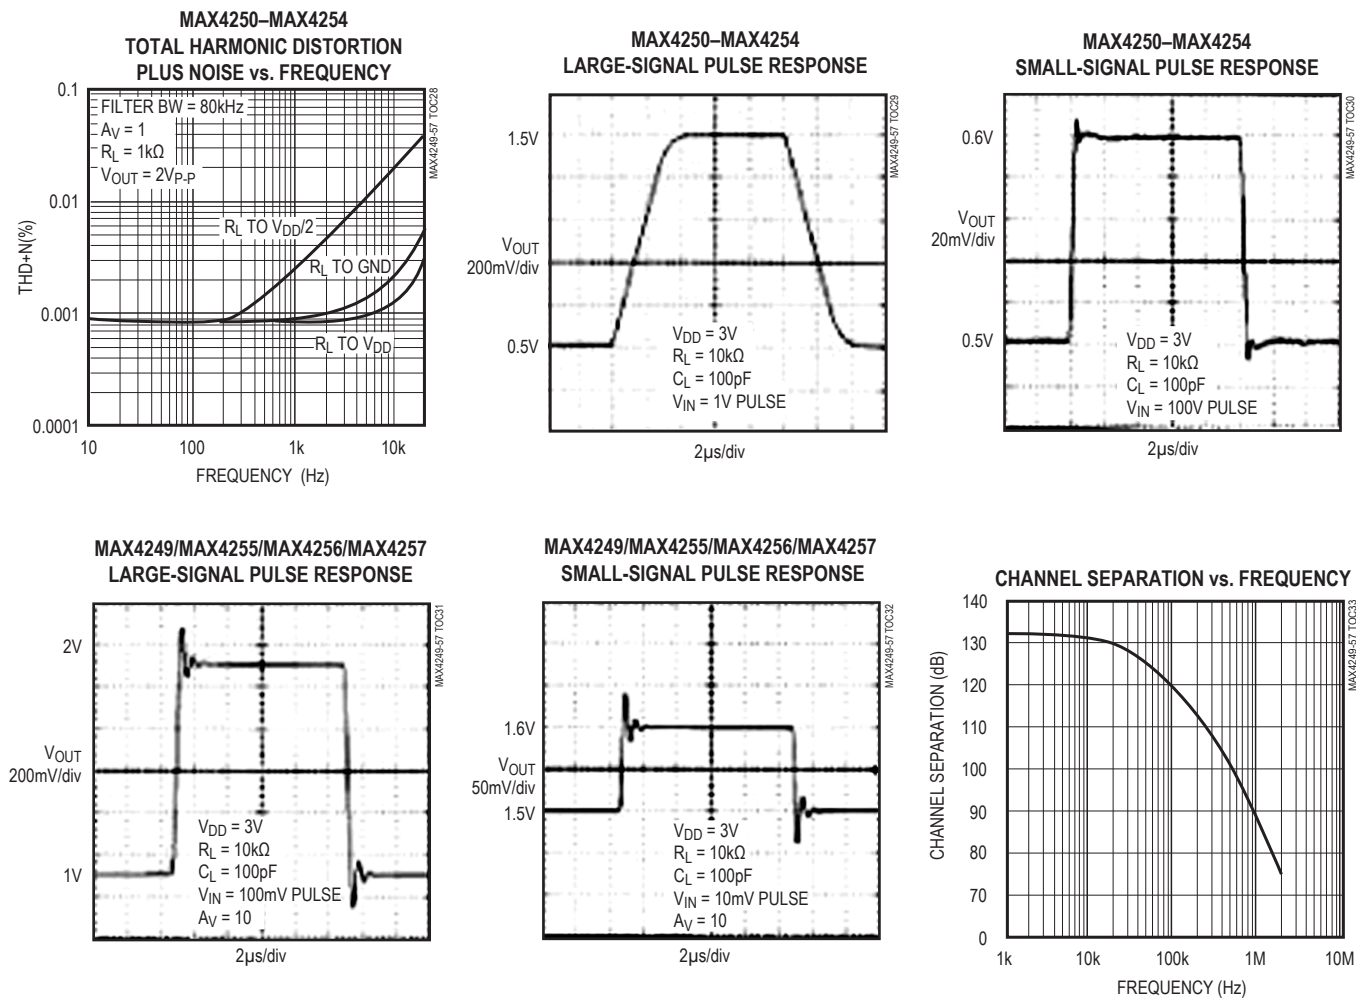 MAX4250–MAX4254
TOTAL HARMONIC DISTORTION
PLUS NOISE vs. FREQUENCY
0.1
0.01
0.001
0.0001
THD+N(%)
FILTER BW = 80kHz
AV = 1
RL = 1kΩ
VOUT = 2VP-P
RL TO VDD/2
RL TO GND
RL TO VDD
10
100
1k
10k
FREQUENCY (Hz)
MAX4249-57 TOC28
MAX4250–MAX4254
LARGE-SIGNAL PULSE RESPONSE
1.5V
VOUT
200mV/div
0.5V
VDD = 3V
RL = 10kΩ
CL = 100pF
VIN = 1V PULSE
2µs/div
MAX4249-57 TOC29
MAX4250–MAX4254
SMALL-SIGNAL PULSE RESPONSE
0.6V
VOUT
20mV/div
0.5V
VDD = 3V
RL = 10kΩ
CL = 100pF
VIN = 100V PULSE
2µs/div
MAX4249-57 TOC30
MAX4249/MAX4255/MAX4256/MAX4257
LARGE-SIGNAL PULSE RESPONSE
2V
VOUT
200mV/div
1V
VDD = 3V
RL = 10kΩ
CL = 100pF
VIN = 100mV PULSE
AV = 10
2µs/div
MAX4249-57 TOC31
MAX4249/MAX4255/MAX4256/MAX4257
SMALL-SIGNAL PULSE RESPONSE
1.6V
VOUT
50mV/div
1.5V
VDD = 3V
RL = 10kΩ
CL = 100pF
VIN = 10mV PULSE
AV = 10
2µs/div
MAX4249-57 TOC32
CHANNEL SEPARATION vs. FREQUENCY
140
130
120
110
100
90
80
70
0
CHANNEL SEPARATION (dB)
1k
10k
100k
1M
10M
FREQUENCY (Hz)
MAX4249-57 TOC33